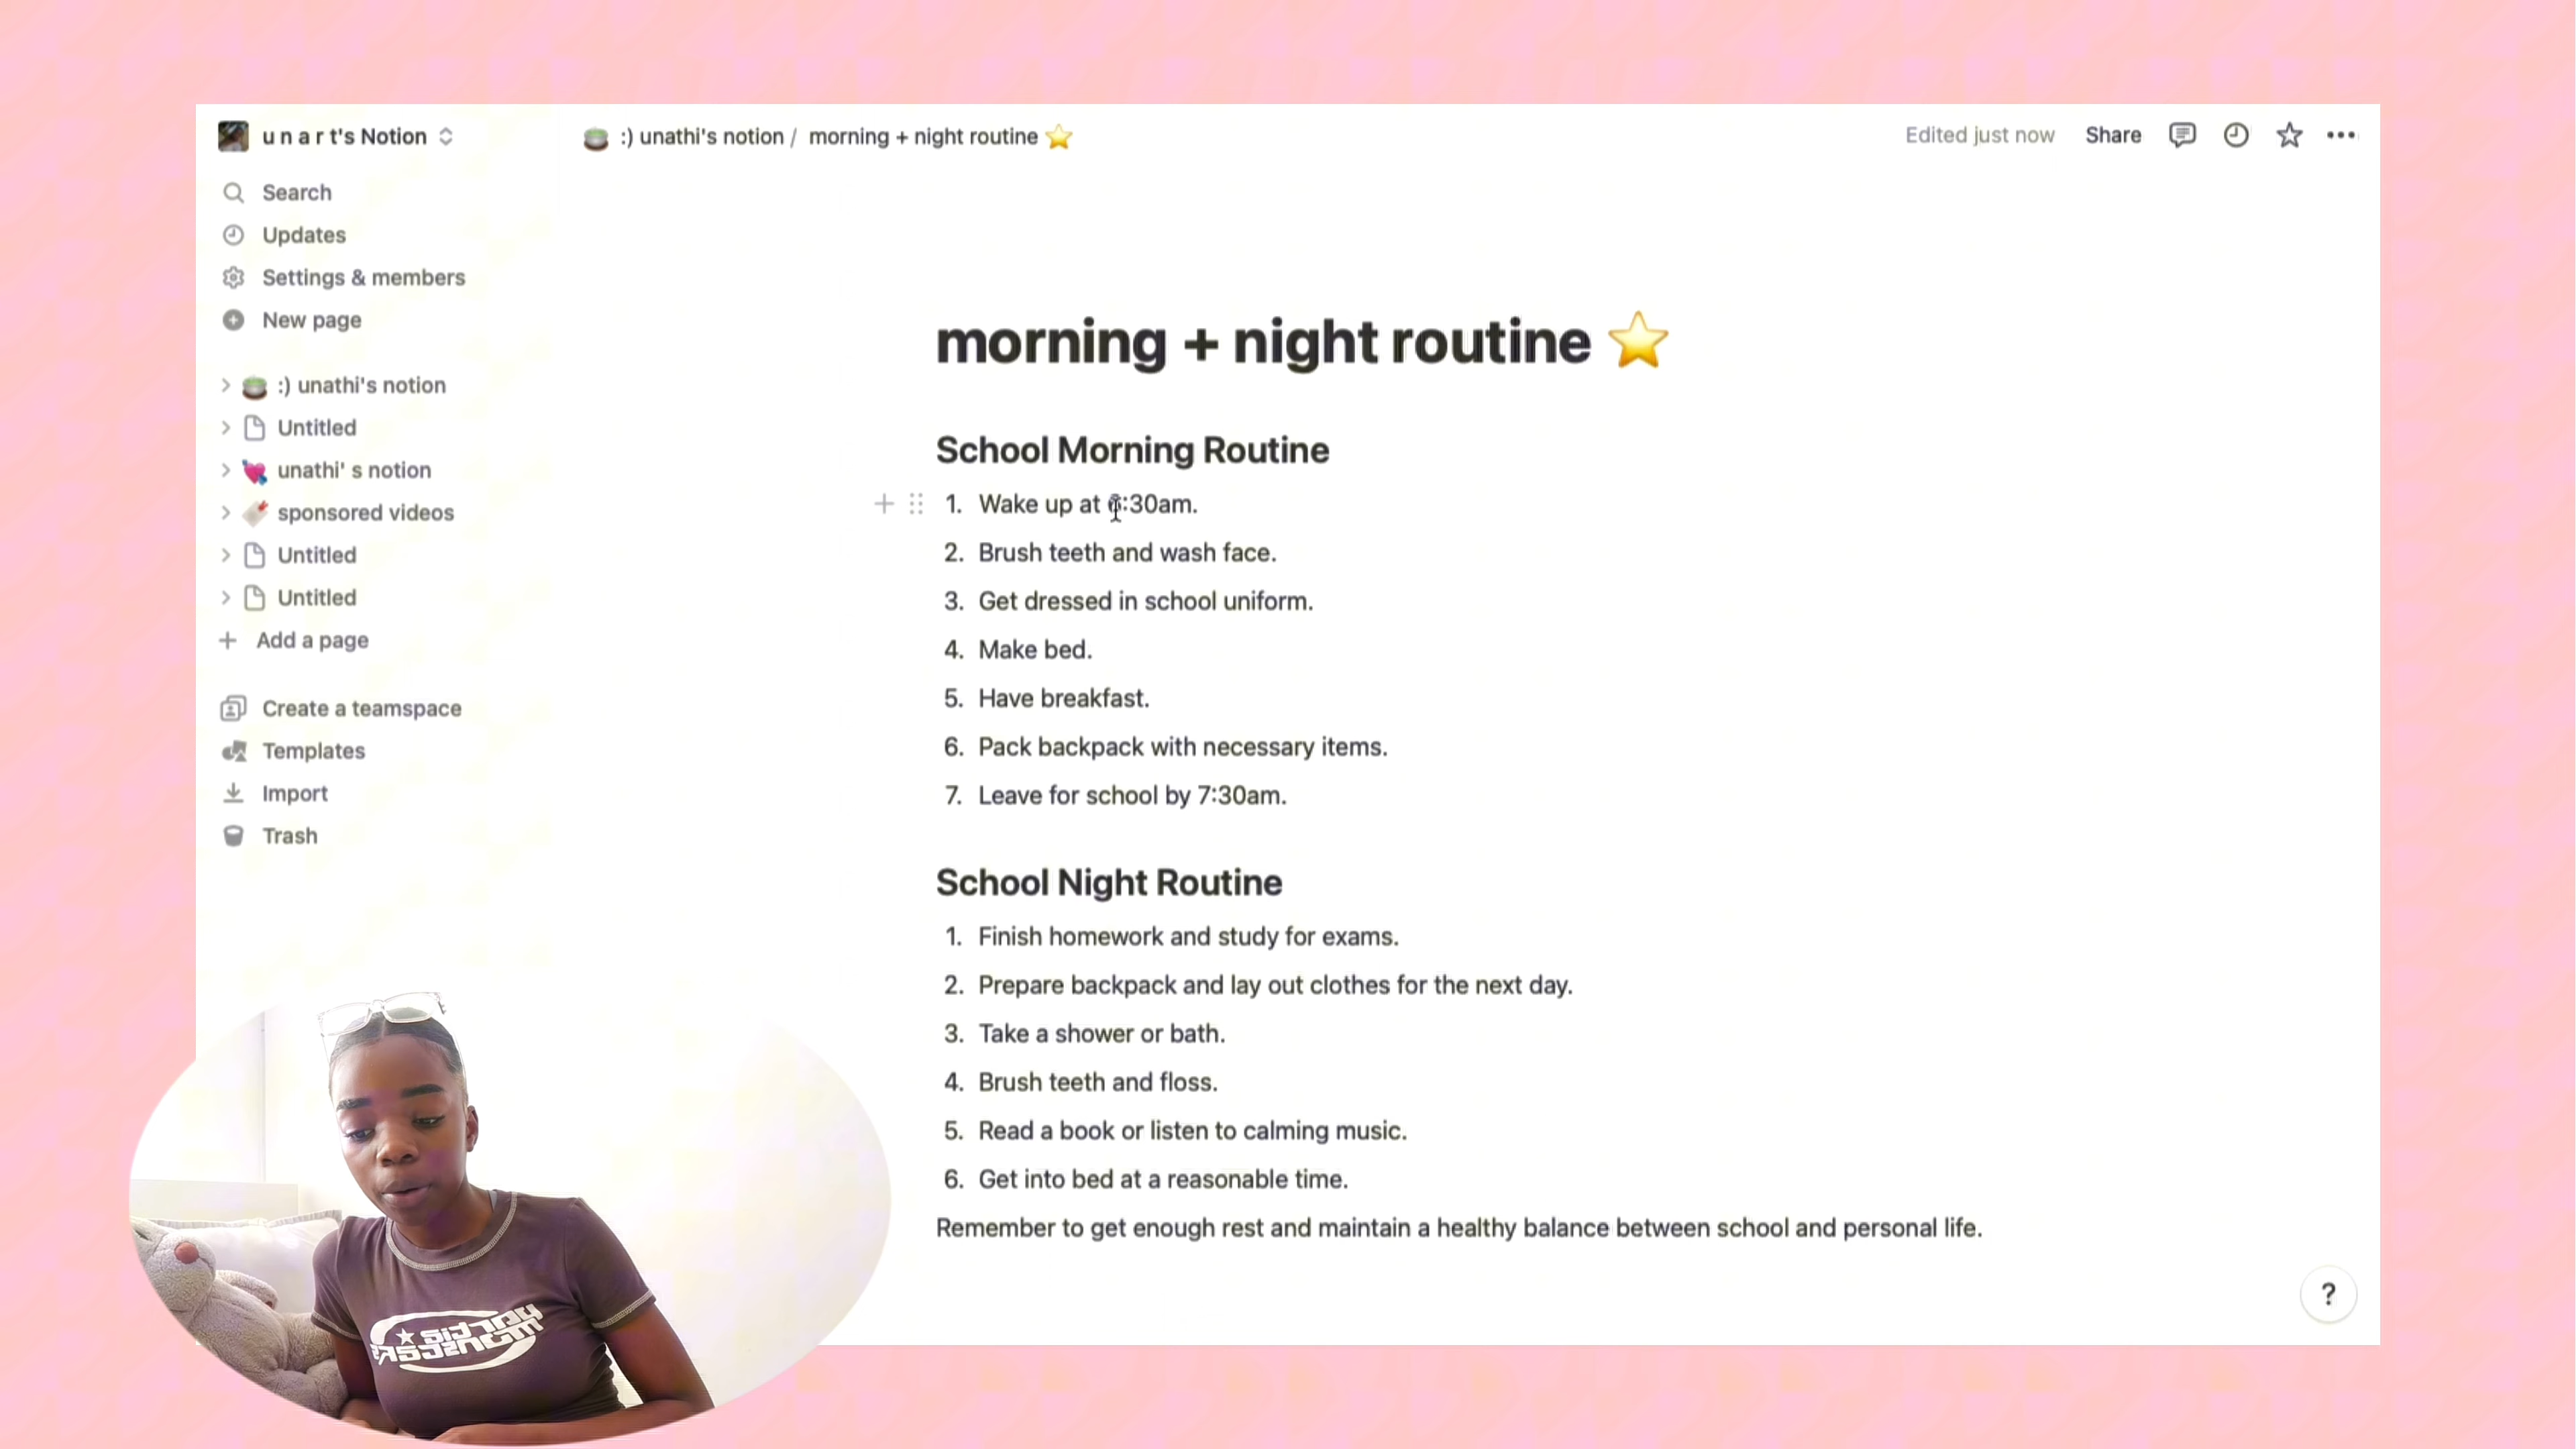 u n a r t's Notion
:) unathi's notion / morning + night routine ⭐
Edited just now
Share
Search
Updates
Settings & members
New page
:) unathi's notion
Untitled
unathi' s notion
sponsored videos
Untitled
Untitled
Add a page
Create a teamspace
Templates
Import
Trash
morning + night routine ⭐
School Morning Routine
1. Wake up at 6:30am.
2. Brush teeth and wash face.
3. Get dressed in school uniform.
4. Make bed.
5. Have breakfast.
6. Pack backpack with necessary items.
7. Leave for school by 7:30am.
School Night Routine
1. Finish homework and study for exams.
2. Prepare backpack and lay out clothes for the next day.
3. Take a shower or bath.
4. Brush teeth and floss.
5. Read a book or listen to calming music.
6. Get into bed at a reasonable time.
Remember to get enough rest and maintain a healthy balance between school and personal life.
?